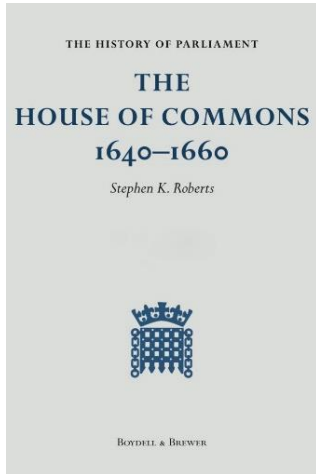 THE HISTORY OF PARLIAMENT
THE
HOUSE OF COMMONS
1640–1660
Stephen K. Roberts
BOYDELL & BREWER